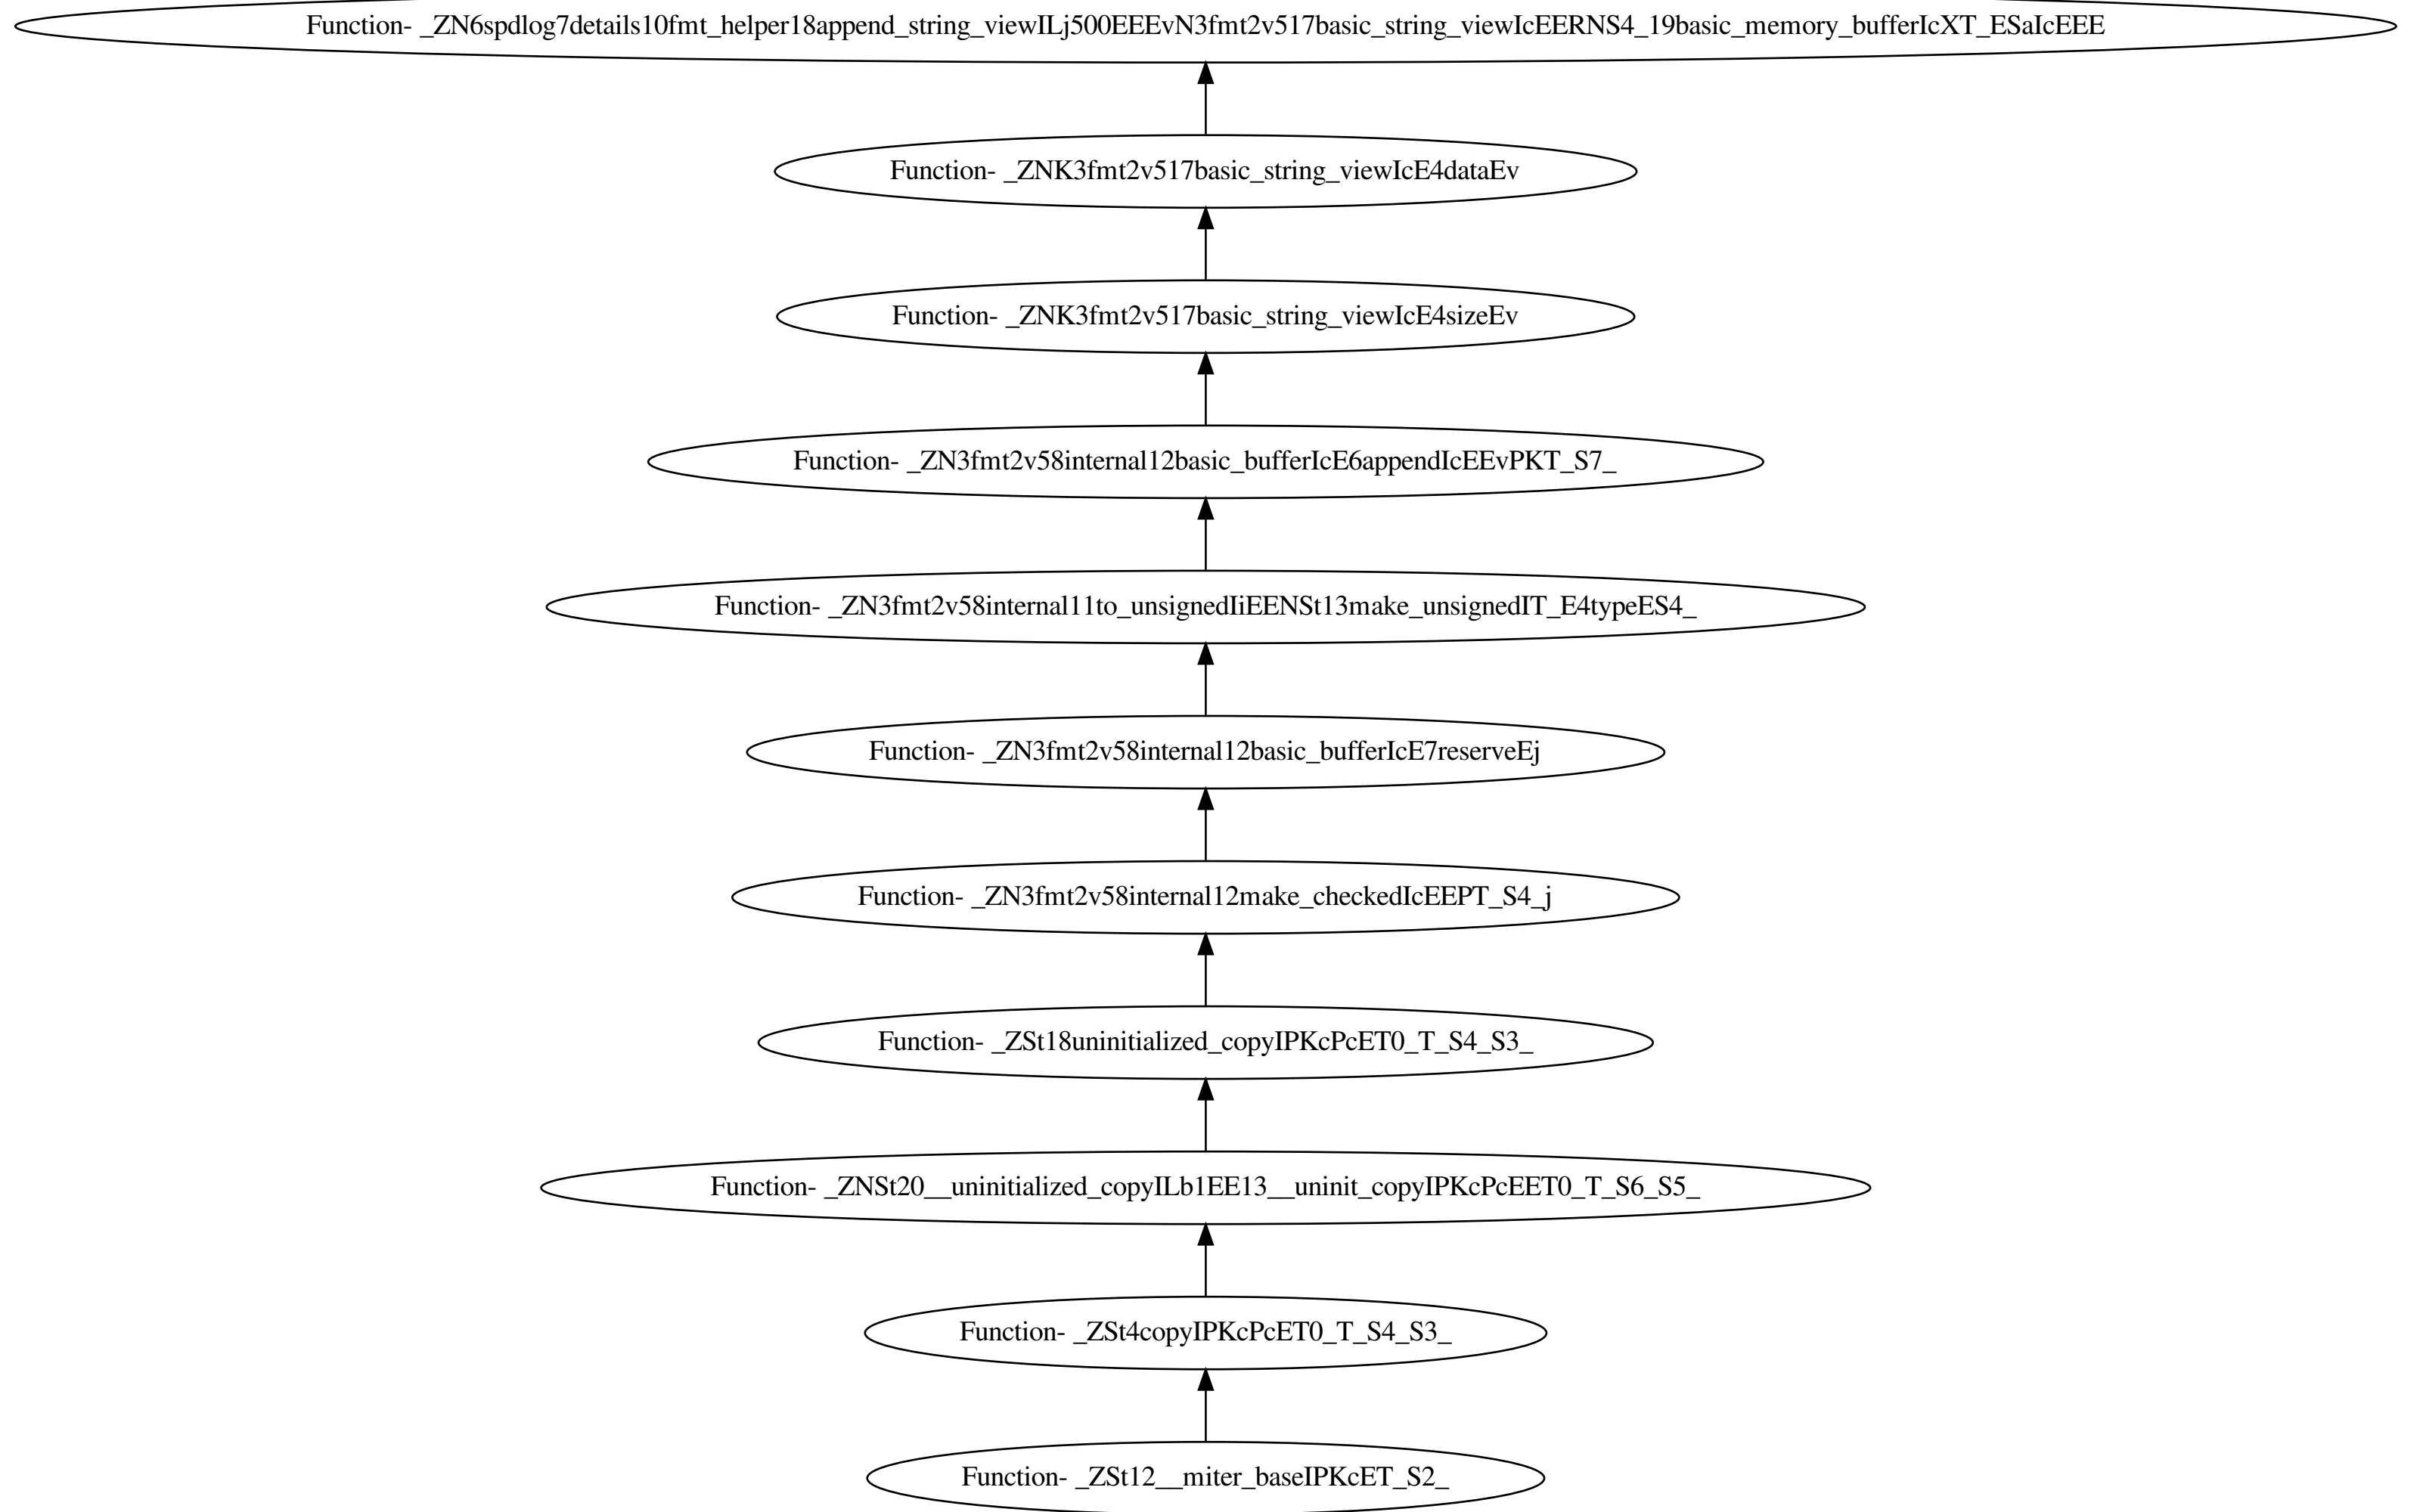 Function- _ZN6spdlog7details10fmt_helper18append_string_viewILj500EEEvN3fmt2v517basic_string_viewIcEERNS4_19basic_memory_bufferIcXT_ESaIcEEE
Function- _ZNK3fmt2v517basic_string_viewIcE4dataEv
Function- _ZNK3fmt2v517basic_string_viewIcE4sizeEv
Function- _ZN3fmt2v58internal12basic_bufferIcE6appendIcEEvPKT_S7_
Function- _ZN3fmt2v58internal11to_unsignedIiEENSt13make_unsignedIT_E4typeES4_
Function- _ZN3fmt2v58internal12basic_bufferIcE7reserveEj
Function- _ZN3fmt2v58internal12make_checkedIcEEPT_S4_j
Function- _ZSt18uninitialized_copyIPKcPcET0_T_S4_S3_
Function- _ZNSt20__uninitialized_copyILb1EE13__uninit_copyIPKcPcEET0_T_S6_S5_
Function- _ZSt4copyIPKcPcET0_T_S4_S3_
Function- _ZSt12__miter_baseIPKcET_S2_